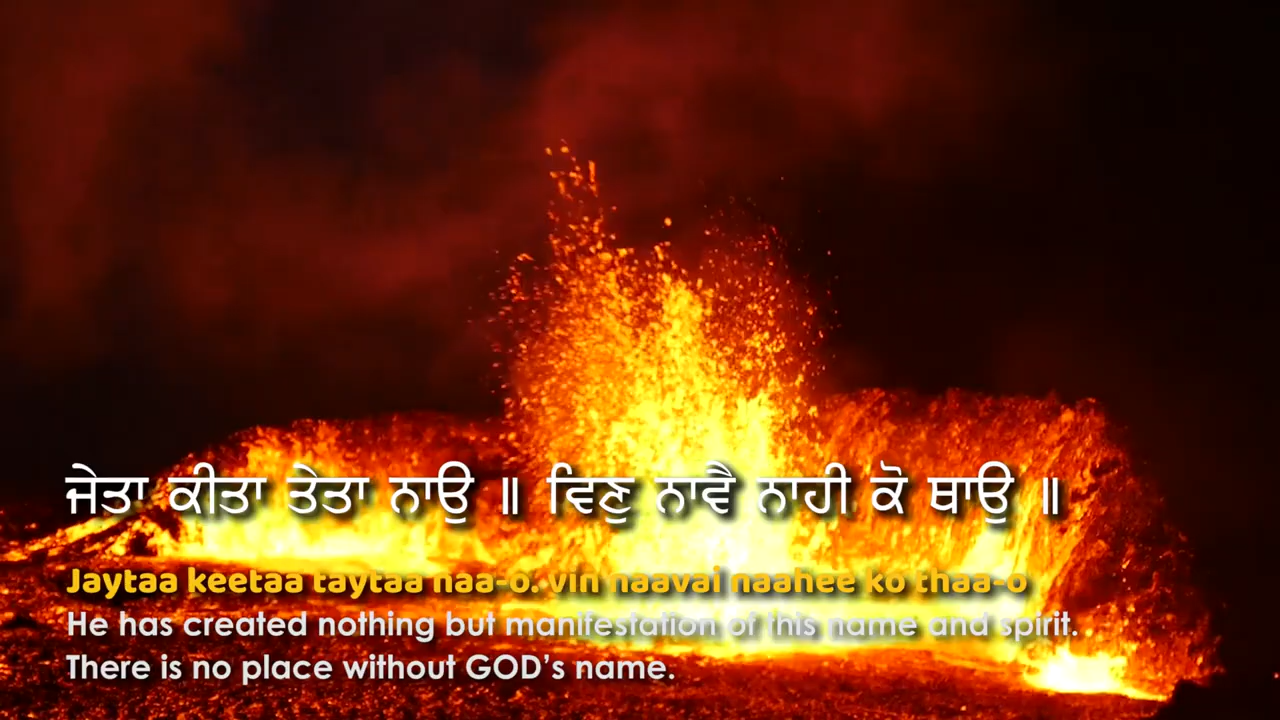 ਜੇਤਾ ਕੀਤਾ ਤੇਤਾ ਨਾਉ ॥ ਵਿਣੁ ਨਾਵੈ ਨਾਹੀ ਕੋ ਥਾਉ ॥
Jaytaa keetaa taytaa naa-o. vin naavai naahee ko thaa-o
He has created nothing but manifestation of this name and spirit.
There is no place without GOD’s name.